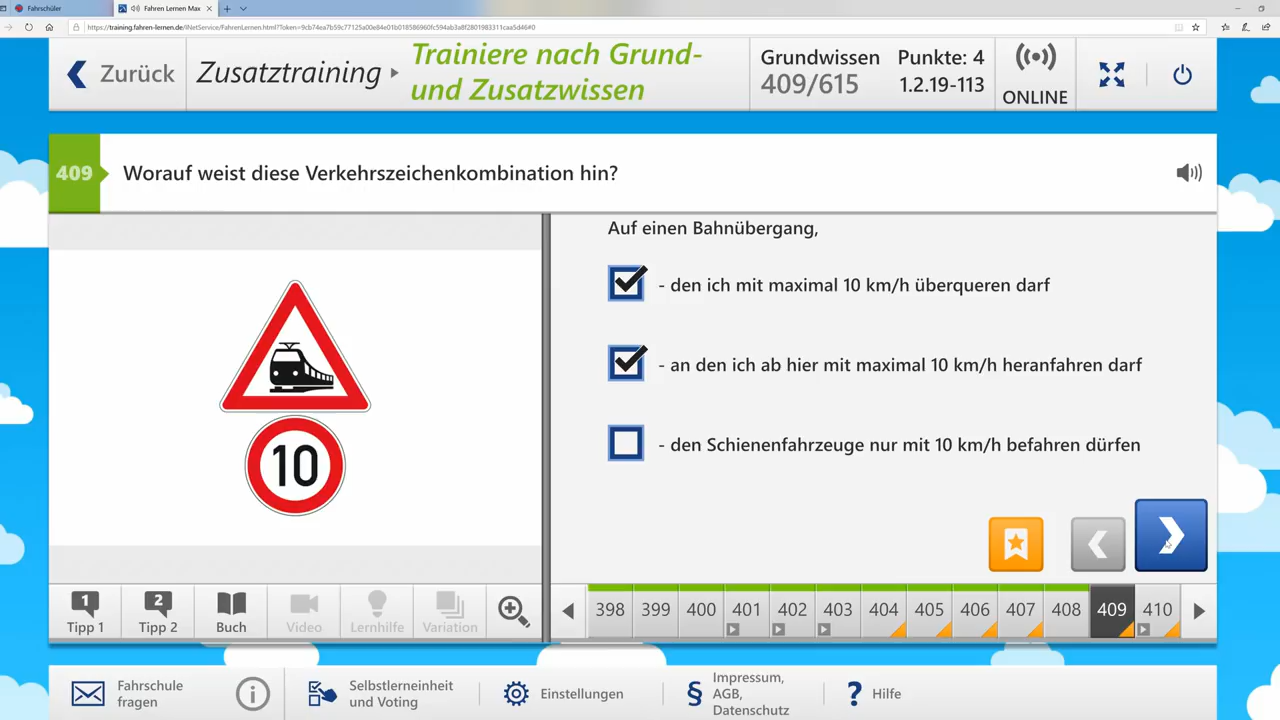 Fahrschüler
Fahren Lernen Max
https://training.fahren-lernen.de/INetService/FahrenLernen.html?Token=9cb74ea7b59c77125a00e84e01b018586960fc594ab3a8f2801983311caa5d46#0
Zurück
Zusatztraining
Trainiere nach Grund-
und Zusatzwissen
Grundwissen
409/615
Punkte: 4
1.2.19-113
ONLINE
409
Worauf weist diese Verkehrszeichenkombination hin?
10
Auf einen Bahnübergang,
- den ich mit maximal 10 km/h überqueren darf
- an den ich ab hier mit maximal 10 km/h heranfahren darf
- den Schienenfahrzeuge nur mit 10 km/h befahren dürfen
1
Tipp 1
2
Tipp 2
Buch
Video
Lernhilfe
Variation
398 399 400 401 402 403 404 405 406 407 408 409 410
Fahrschule
fragen
Selbstlerneinheit
und Voting
Einstellungen
§
Impressum,
AGB,
Datenschutz
?
Hilfe